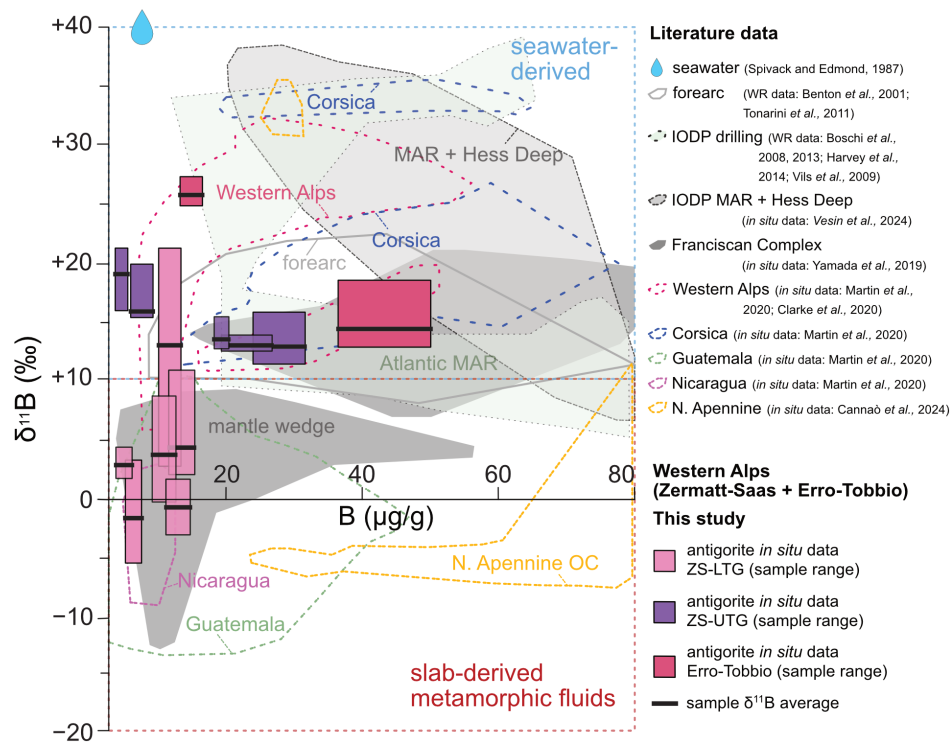 +40
+30
+20
+10
0
−10
−20
δ¹¹B (‰)
20
40
60
80
B (μg/g)
seawater-
derived
Corsica
MAR + Hess Deep
Western Alps
Corsica
forearc
Atlantic MAR
mantle wedge
N. Apennine OC
Nicaragua
Guatemala
slab-derived
metamorphic fluids
Literature data
seawater (Spivack and Edmond, 1987)
forearc (WR data: Benton et al., 2001;
Tonarini et al., 2011)
IODP drilling (WR data: Boschi et al.,
2008, 2013; Harvey et al.,
2014; Vils et al., 2009)
IODP MAR + Hess Deep
(in situ data: Vesin et al., 2024)
Franciscan Complex
(in situ data: Yamada et al., 2019)
Western Alps (in situ data: Martin et al.,
2020; Clarke et al., 2020)
Corsica (in situ data: Martin et al., 2020)
Guatemala (in situ data: Martin et al., 2020)
Nicaragua (in situ data: Martin et al., 2020)
N. Apennine (in situ data: Cannaò et al., 2024)
Western Alps
(Zermatt-Saas + Erro-Tobbio)
This study
antigorite in situ data
ZS-LTG (sample range)
antigorite in situ data
ZS-UTG (sample range)
antigorite in situ data
Erro-Tobbio (sample range)
sample δ¹¹B average